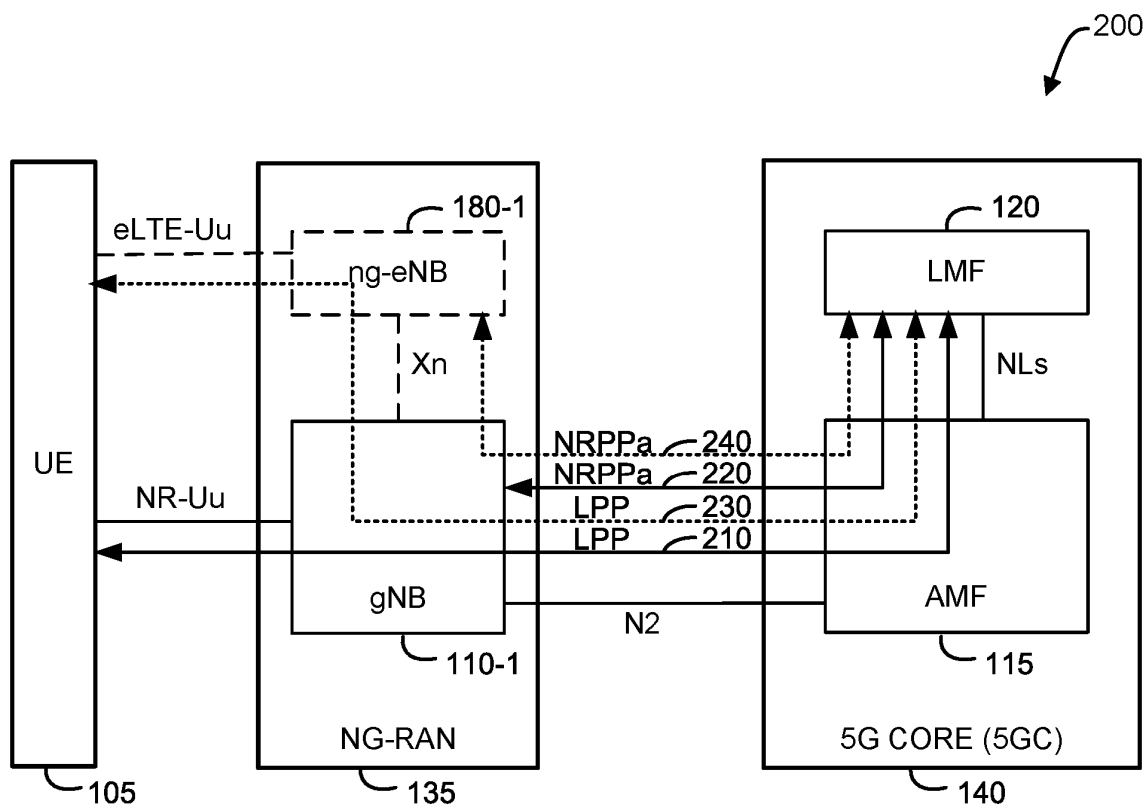 200
180-1
120
eLTE-Uu
ng-eNB
LMF
Xn
NLs
NRPPa
240
UE
NRPPa
220
NR-Uu
LPP
230
LPP
210
gNB
AMF
N2
110-1
115
NG-RAN
5G CORE (5GC)
105
135
140